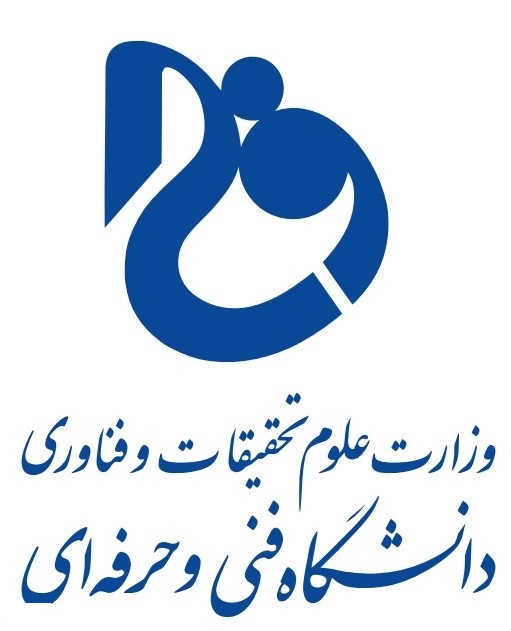 وزارت علوم تحقیقات و فناوری
دانشگاه فنی و حرفه‌ای